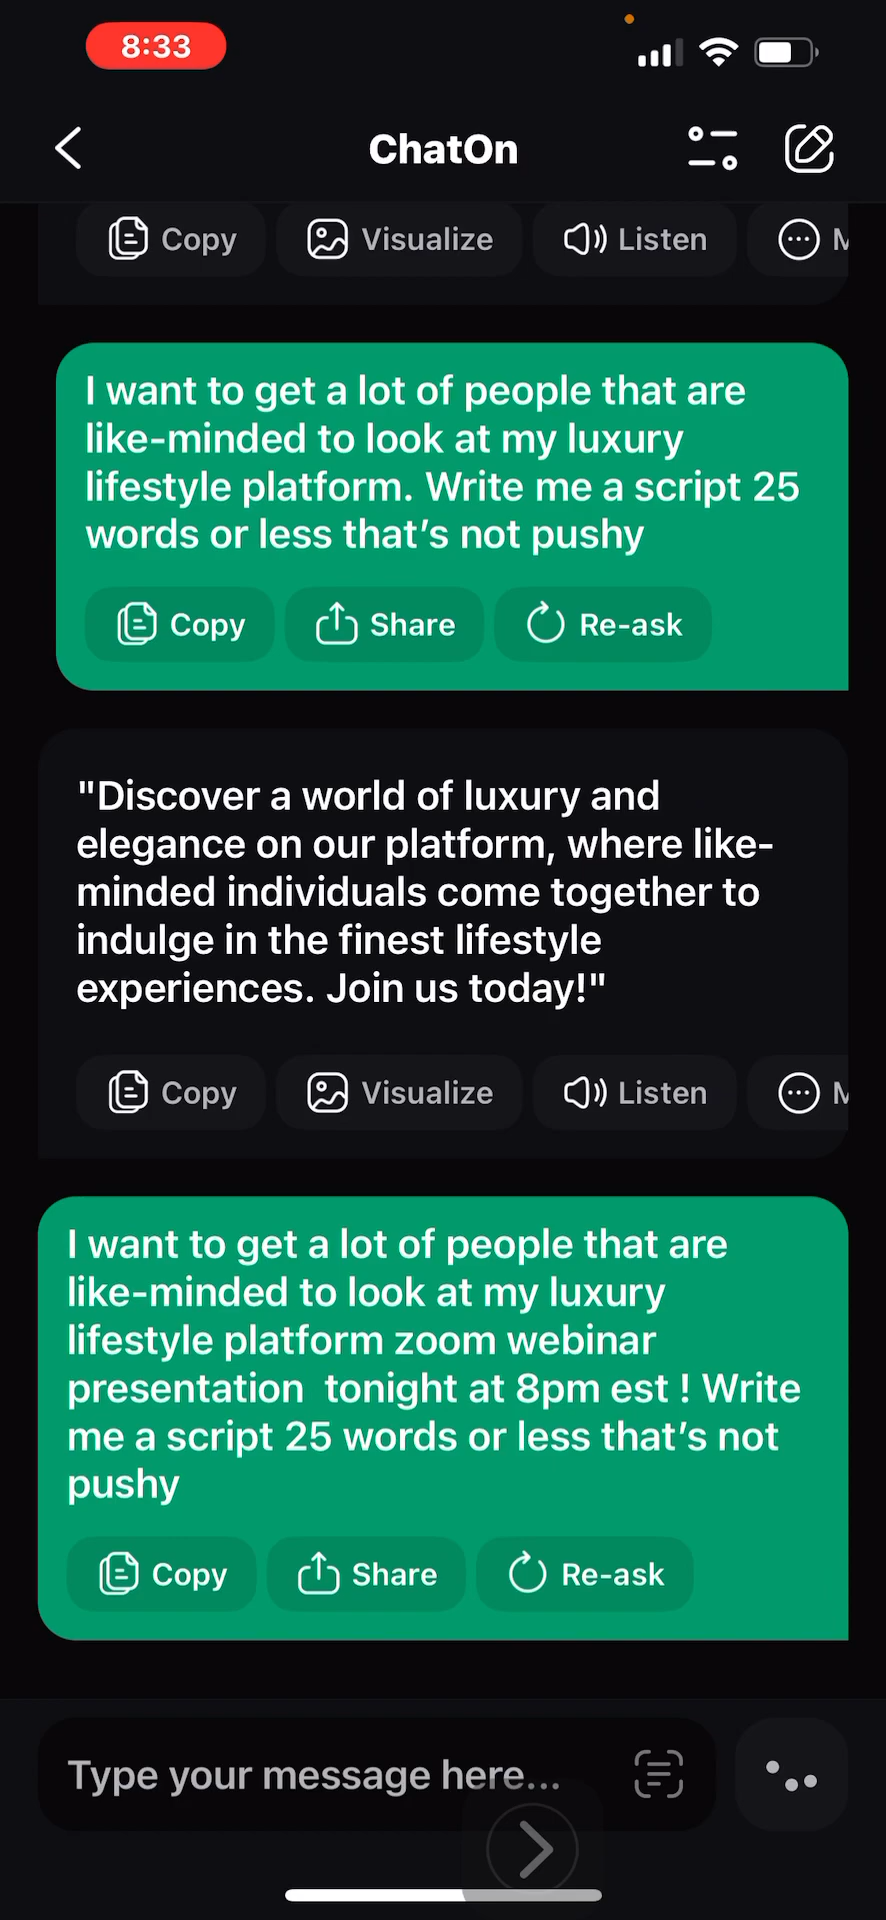 8:33
ChatOn
Copy Visualize Listen
I want to get a lot of people that are
like-minded to look at my luxury
lifestyle platform. Write me a script 25
words or less that’s not pushy
Copy Share Re-ask
"Discover a world of luxury and
elegance on our platform, where like-
minded individuals come together to
indulge in the finest lifestyle
experiences. Join us today!"
Copy Visualize Listen
I want to get a lot of people that are
like-minded to look at my luxury
lifestyle platform zoom webinar
presentation  tonight at 8pm est ! Write
me a script 25 words or less that’s not
pushy
Copy Share Re-ask
Type your message here...